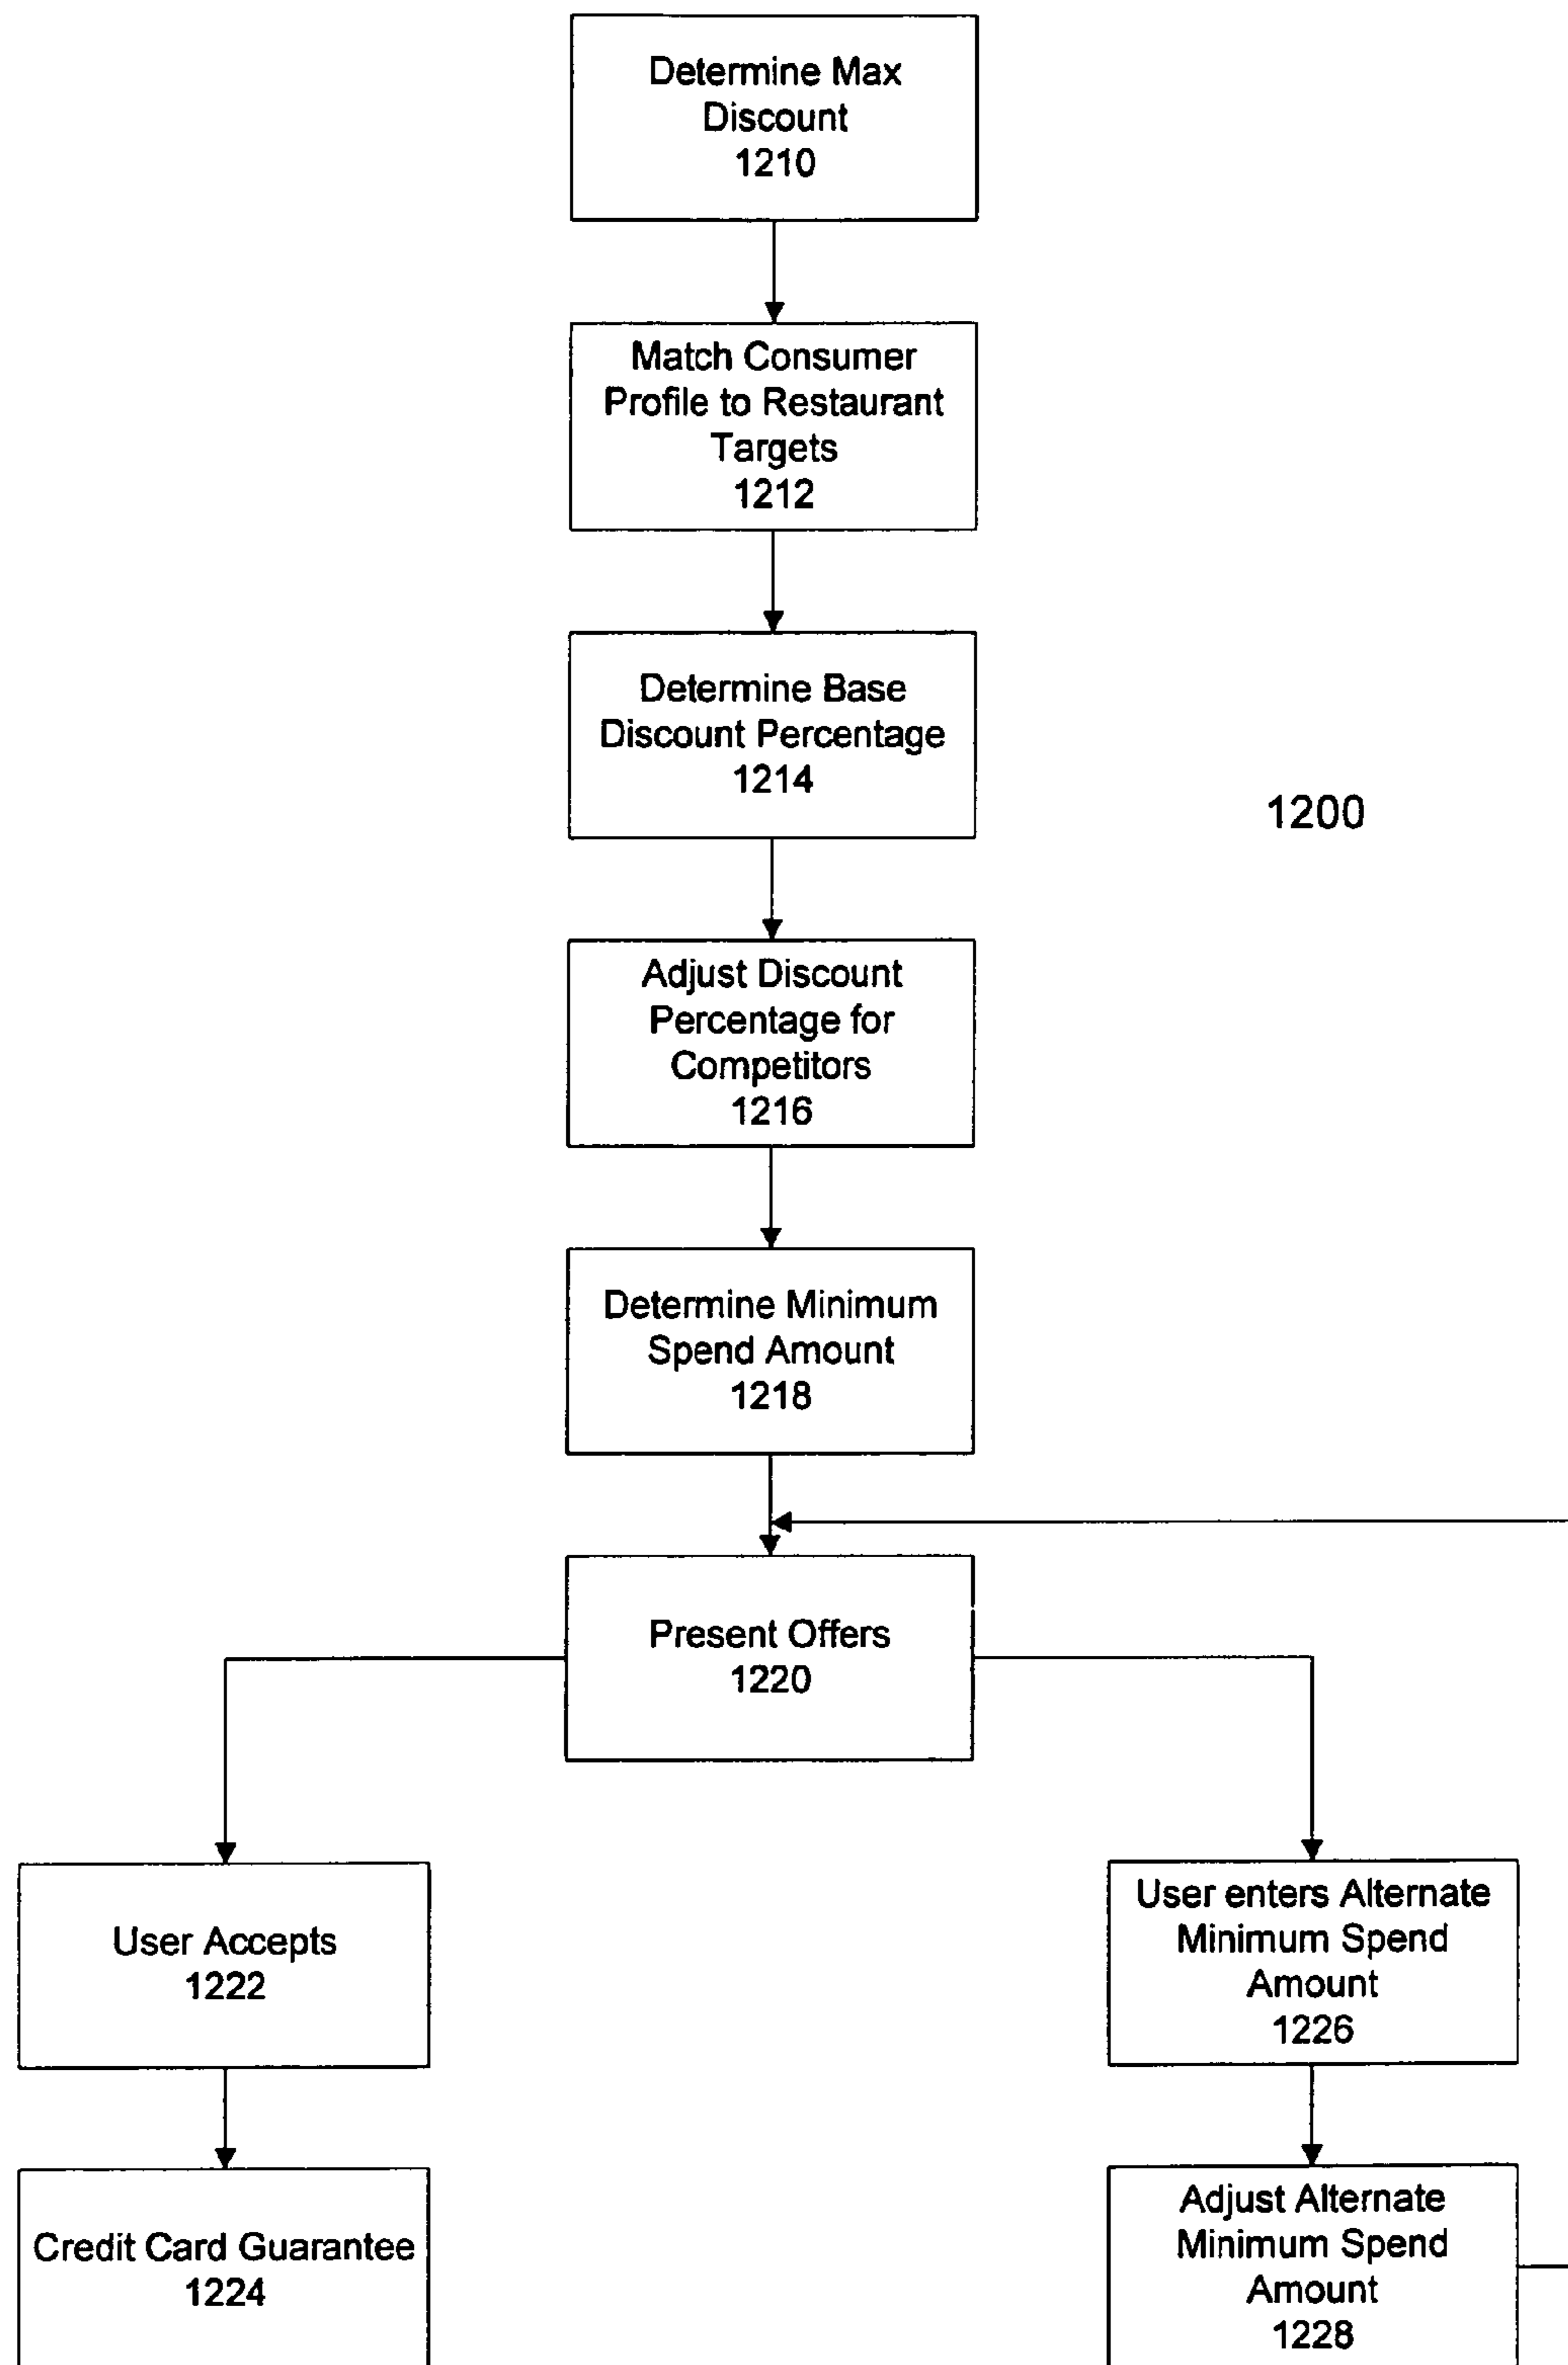 Determine Max
Discount
1210
Match Consumer
Profile to Restaurant
Targets
1212
Determine Base
Discount Percentage
1214
1200
Adjust Discount
Percentage for
Competitors
1216
Determine Minimum
Spend Amount
1218
Present Offers
1220
User Accepts
1222
User enters Alternate
Minimum Spend
Amount
1226
Credit Card Guarantee
1224
Adjust Alternate
Minimum Spend
Amount
1228